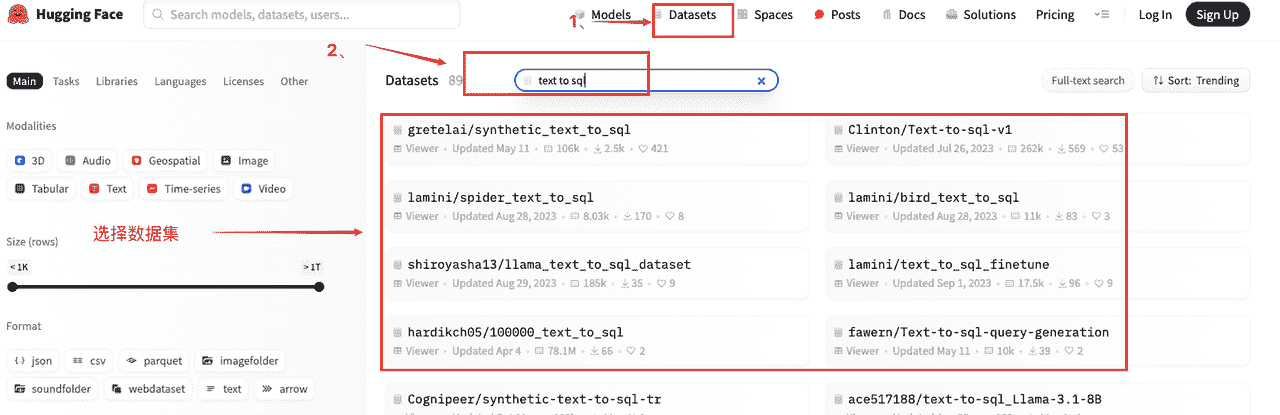 Hugging Face
Search models, datasets, users...
1、
Models
Datasets
Spaces
Posts
Docs
Solutions
Pricing
Log In
Sign Up
2、
Main
Tasks
Libraries
Languages
Licenses
Other
Datasets 89
text to sql
Full-text search
Sort: Trending
Modalities
3D
Audio
Geospatial
Image
Tabular
Text
Time-series
Video
选择数据集
Size (rows)
<1K
>1T
Format
json
csv
parquet
imagefolder
soundfolder
webdataset
text
arrow
gretelai/synthetic_text_to_sql
Viewer • Updated May 11 • 106k • 2.5k • 421
Clinton/Text-to-sql-v1
Viewer • Updated Jul 26, 2023 • 262k • 569 • 53
lamini/spider_text_to_sql
Viewer • Updated Aug 28, 2023 • 8.03k • 170 • 8
lamini/bird_text_to_sql
Viewer • Updated Aug 28, 2023 • 11k • 83 • 3
shiroyasha13/llama_text_to_sql_dataset
Viewer • Updated Aug 29, 2023 • 185k • 35 • 9
lamini/text_to_sql_finetune
Viewer • Updated Sep 1, 2023 • 17.5k • 96 • 9
hardikch05/100000_text_to_sql
Viewer • Updated Apr 4 • 78.1M • 66 • 2
fawern/Text-to-sql-query-generation
Viewer • Updated May 11 • 10k • 39 • 2
Cognipeer/synthetic-text-to-sql-tr
ace517188/text-to-sql_Llama-3.1-8B